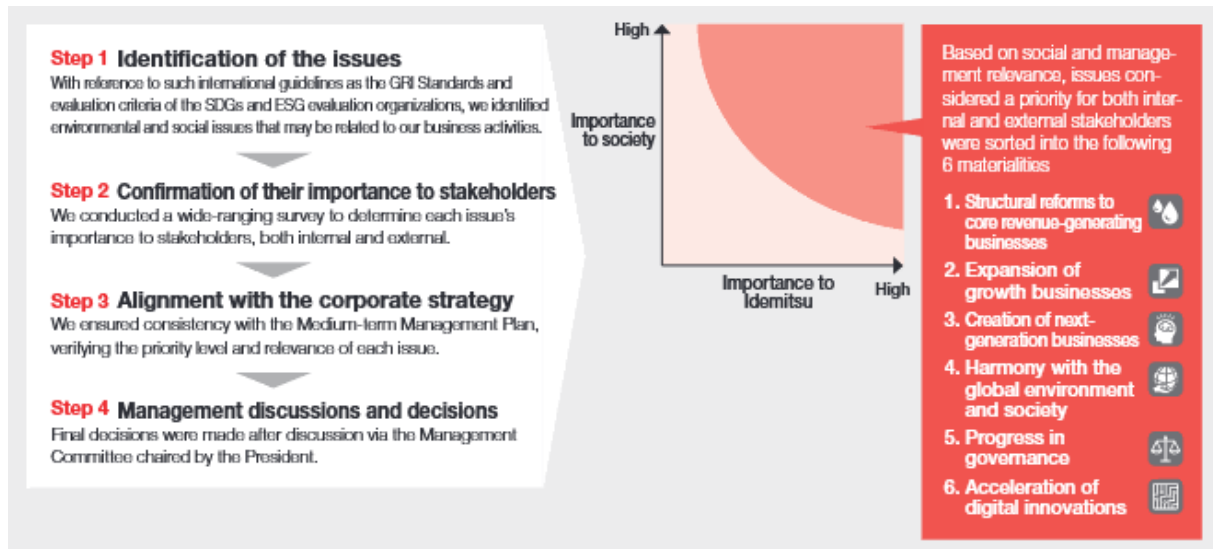 Step 1 Identification of the issues
With reference to such international guidelines as the GRI Standards and
evaluation criteria of the SDGs and ESG evaluation organizations, we identified
environmental and social issues that may be related to our business activities.
Step 2 Confirmation of their importance to stakeholders
We conducted a wide-ranging survey to determine each issue's
importance to stakeholders, both internal and external.
Step 3 Alignment with the corporate strategy
We ensured consistency with the Medium-term Management Plan,
verifying the priority level and relevance of each issue.
Step 4 Management discussions and decisions
Final decisions were made after discussion via the Management
Committee chaired by the President.
High
Importance
to society
Importance to
Idemitsu
High
Based on social and manage-
ment relevance, issues con-
sidered a priority for both inter-
nal and external stakeholders
were sorted into the following
6 materialities
1. Structural reforms to
core revenue-generating
businesses
2. Expansion of
growth businesses
3. Creation of next-
generation businesses
4. Harmony with the
global environment
and society
5. Progress in
governance
6. Acceleration of
digital innovations